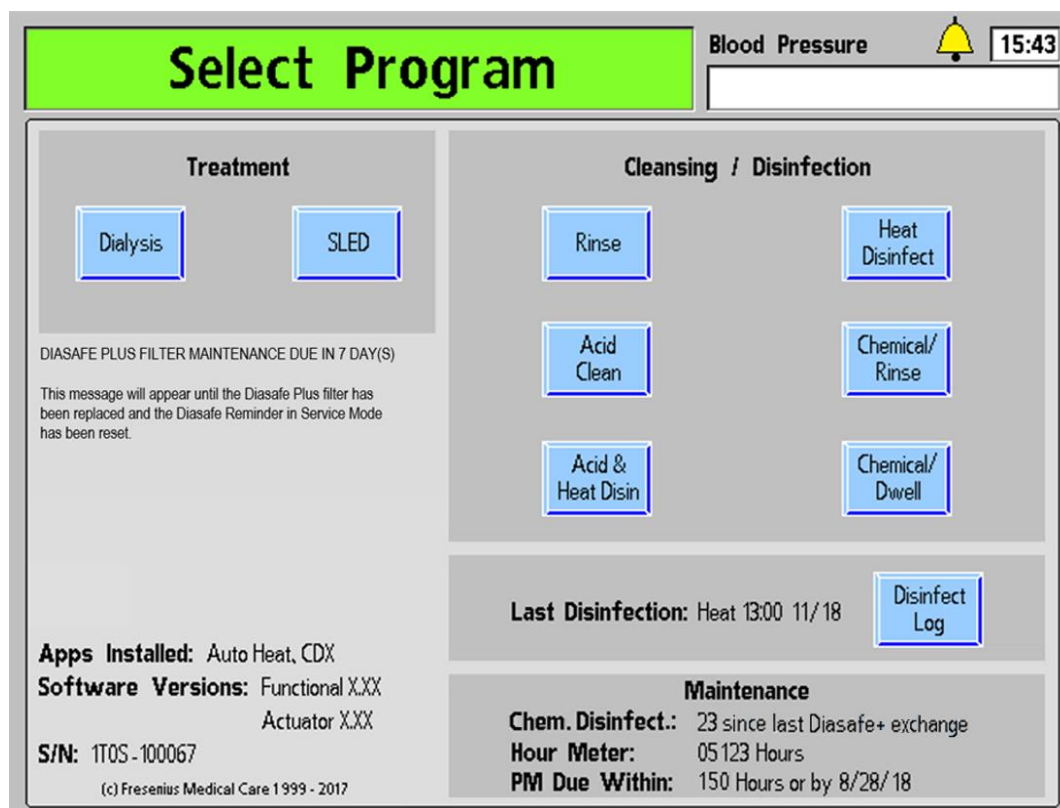 Select Program
Blood Pressure
15:43
Treatment
Dialysis
SLED
DIASAFE PLUS FILTER MAINTENANCE DUE IN 7 DAY(S)
This message will appear until the Diasafe Plus filter has
been replaced and the Diasafe Reminder in Service Mode
has been reset.
Apps Installed: Auto Heat, CDX
Software Versions: Functional X.XX
Actuator X.XX
S/N: 1T0S-100067
(c) Fresenius Medical Care 1999 - 2017
Cleansing / Disinfection
Rinse
Heat
Disinfect
Acid
Clean
Chemical/
Rinse
Acid &
Heat Disin
Chemical/
Dwell
Last Disinfection: Heat 13:00 11/18
Disinfect
Log
Maintenance
Chem. Disinfect.: 23 since last Diasafe+ exchange
Hour Meter: 05123 Hours
PM Due Within: 150 Hours or by 8/28/18